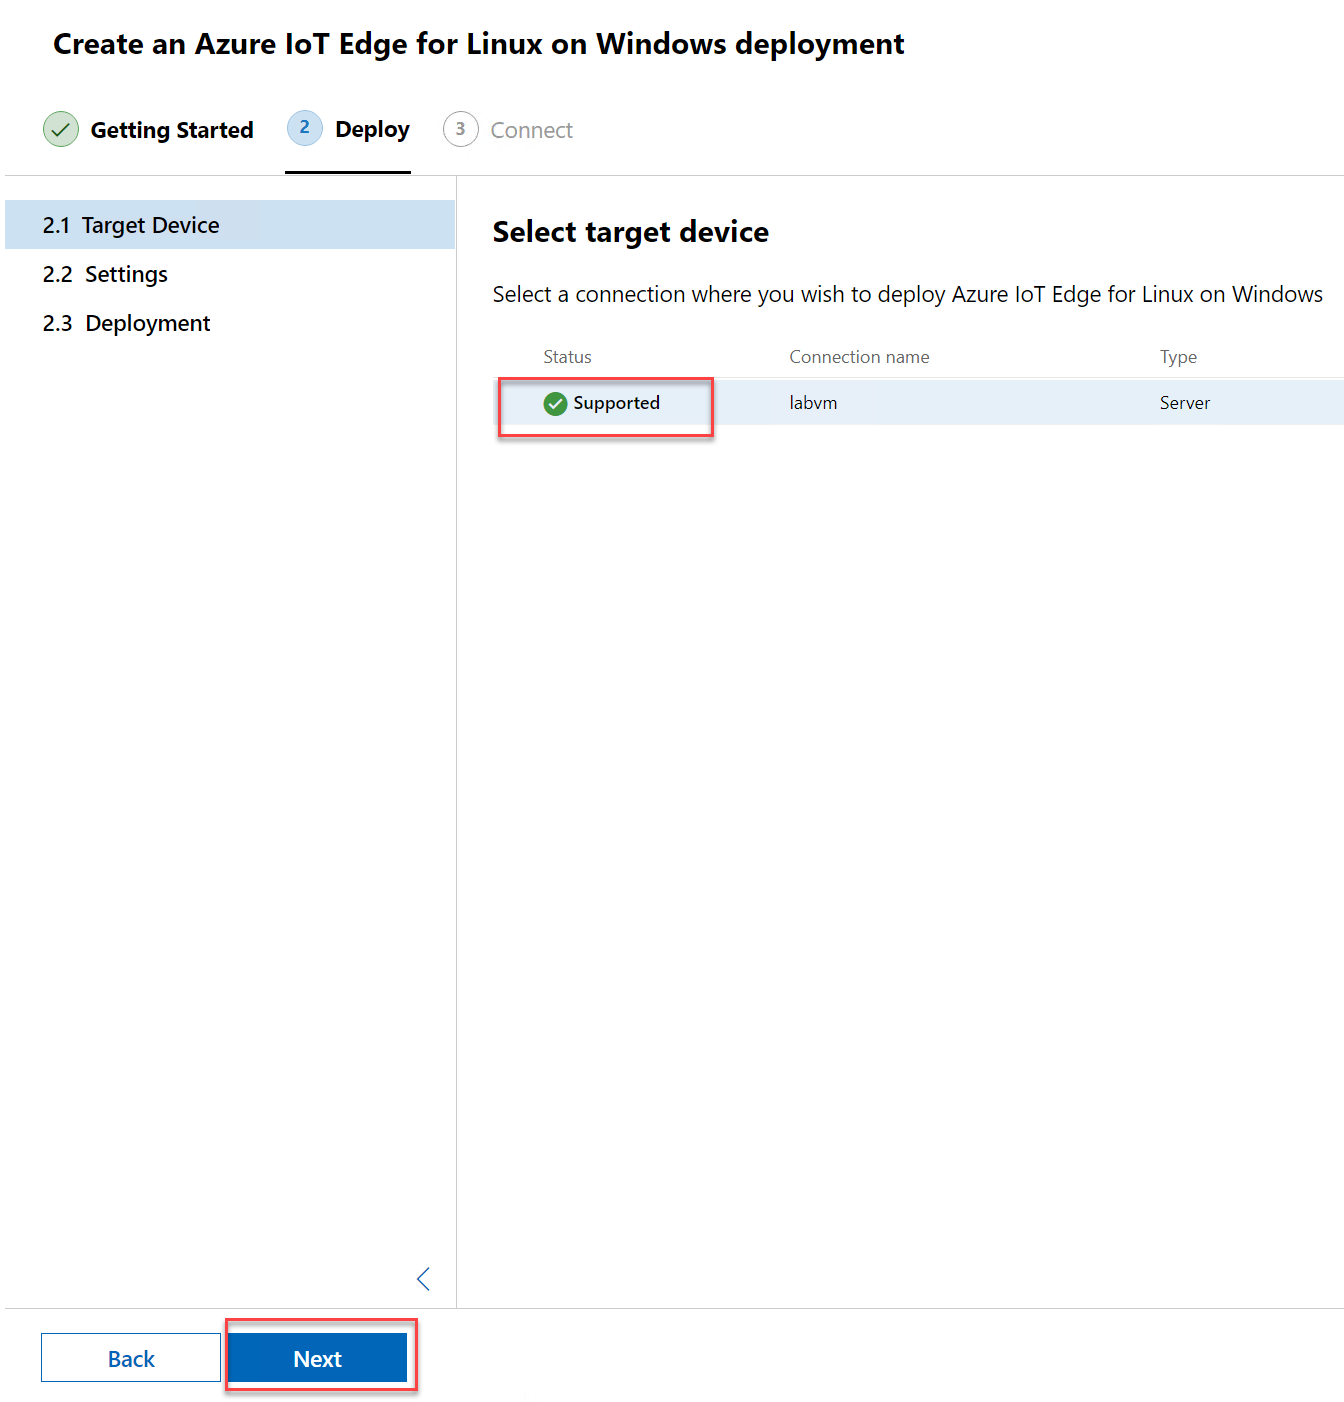 Create an Azure IoT Edge for Linux on Windows deployment
Getting Started
2 Deploy
3 Connect
2.1 Target Device
2.2 Settings
2.3 Deployment
Select target device
Select a connection where you wish to deploy Azure IoT Edge for Linux on Windows
Status Connection name Type
Supported labvm Server
Back Next